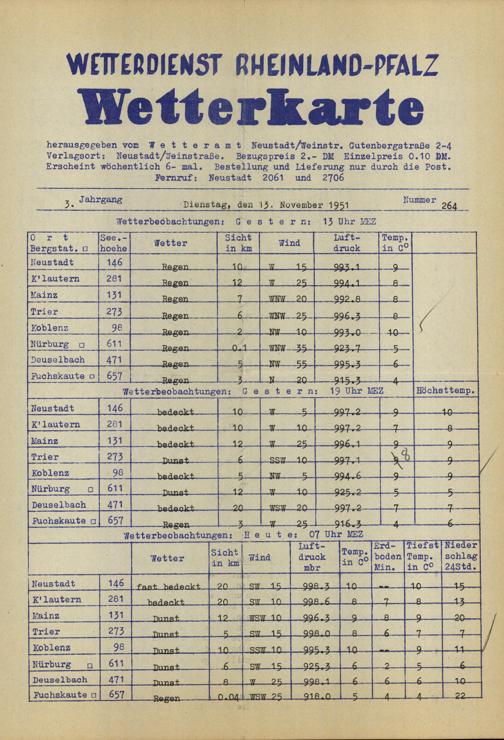 WETTERDIENST RHEINLAND-PFALZ
Wetterkarte
herausgegeben vom W e t t e r a m t Neustadt/Weinstr. Gutenbergstraße 2-4
Verlagsort: Neustadt/Weinstraße. Bezugspreis 2.- DM Einzelpreis 0.10 DM.
Erscheint wöchentlich 6- mal. Bestellung und Lieferung nur durch die Post.
Fernruf: Neustadt 2061 und 2706
3. Jahrgang Dienstag, den 13. November 1951 Nummer 264
Wetterbeobachtungen: G e s t e r n : 13 Uhr MEZ
O r t See.- Wetter Sicht Wind Luft- Temp.
Bergstat. □ hoehe in km druck in C°
Neustadt 146 Regen 10 W 15 993.1 9
K'lautern 281 Regen 12 W 25 994.1 8
Mainz 131 Regen 7 WNW 20 992.8 8
Trier 273 Regen 6 WNW 25 996.3 8
Koblenz 98 Regen 2 NW 10 993.0 10
Nürburg □ 611 Regen 0.1 WNW 35 923.7 5
Deuselbach 471 Regen 5 NW 55 995.3 6
Fuchskaute □ 657 Regen 3 N 20 915.3 4
Wetterbeobachtungen: G e s t e r n : 19 Uhr MEZ Höchsttemp.
Neustadt 146 bedeckt 10 W 5 997.2 9 10
K'lautern 281 bedeckt 10 W 10 997.2 7 8
Mainz 131 bedeckt 12 W 25 996.1 9 9
Trier 273 Dunst 6 SSW 10 997.1 9 8 9
Koblenz 98 bedeckt 5 NW 5 994.6 9 9
Nürburg □ 611 Dunst 12 W 10 925.2 5 5
Deuselbach 471 bedeckt 20 WSW 20 997.2 7 7
Fuchskaute □ 657 Regen 3 W 25 916.3 4 6
Wetterbeobachtungen: H e u t e : 07 Uhr MEZ
Wetter Sicht in km Wind Luft- druck mbr Temp. in C° Erd- boden Min. Tiefst Temp. in C° Nieder schlag 24Std.
Neustadt 146 fast bedeckt 20 SW 15 998.3 10 -- 10 15
K'lautern 281 bedeckt 20 SW 10 998.6 8 7 8 13
Mainz 131 Dunst 12 WSW 10 996.3 9 8 9 20
Trier 273 Dunst 5 SW 15 998.0 8 6 7 7
Koblenz 98 Dunst 10 SSW 10 995.3 10 -- 9 11
Nürburg □ 611 Dunst 6 SW 15 925.3 6 2 5 6
Deuselbach 471 Dunst 8 W 25 998.1 6 6 6 10
Fuchskaute □ 657 Regen 0.04 WSW 25 918.0 5 4 4 22